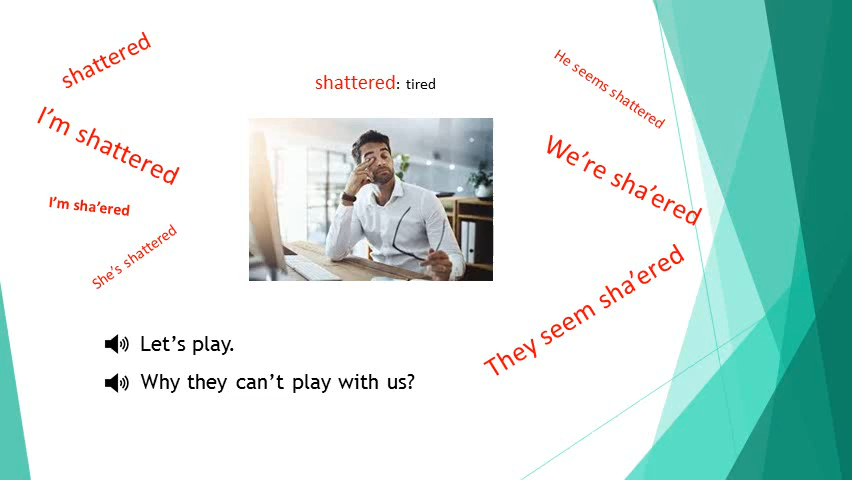 shattered
I'm shattered
I'm sha'ered
She's shattered
shattered: tired
He seems shattered
We're sha'ered
They seem sha'ered
Let's play.
Why they can't play with us?